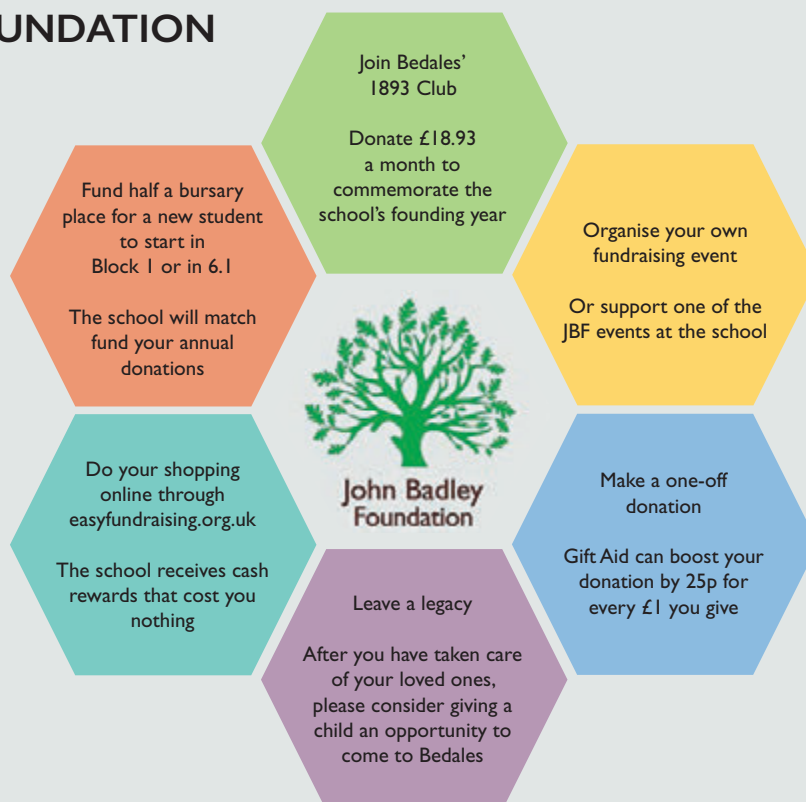 UNDATION
Join Bedales'
1893 Club
Donate £18.93
a month to
commemorate the
school's founding year
Fund half a bursary
place for a new student
to start in
Block 1 or in 6.1
The school will match
fund your annual
donations
Organise your own
fundraising event
Or support one of the
JBF events at the school
John Badley
Foundation
Do your shopping
online through
easyfundraising.org.uk
The school receives cash
rewards that cost you
nothing
Make a one-off
donation
Gift Aid can boost your
donation by 25p for
every £1 you give
Leave a legacy
After you have taken care
of your loved ones,
please consider giving a
child an opportunity to
come to Bedales